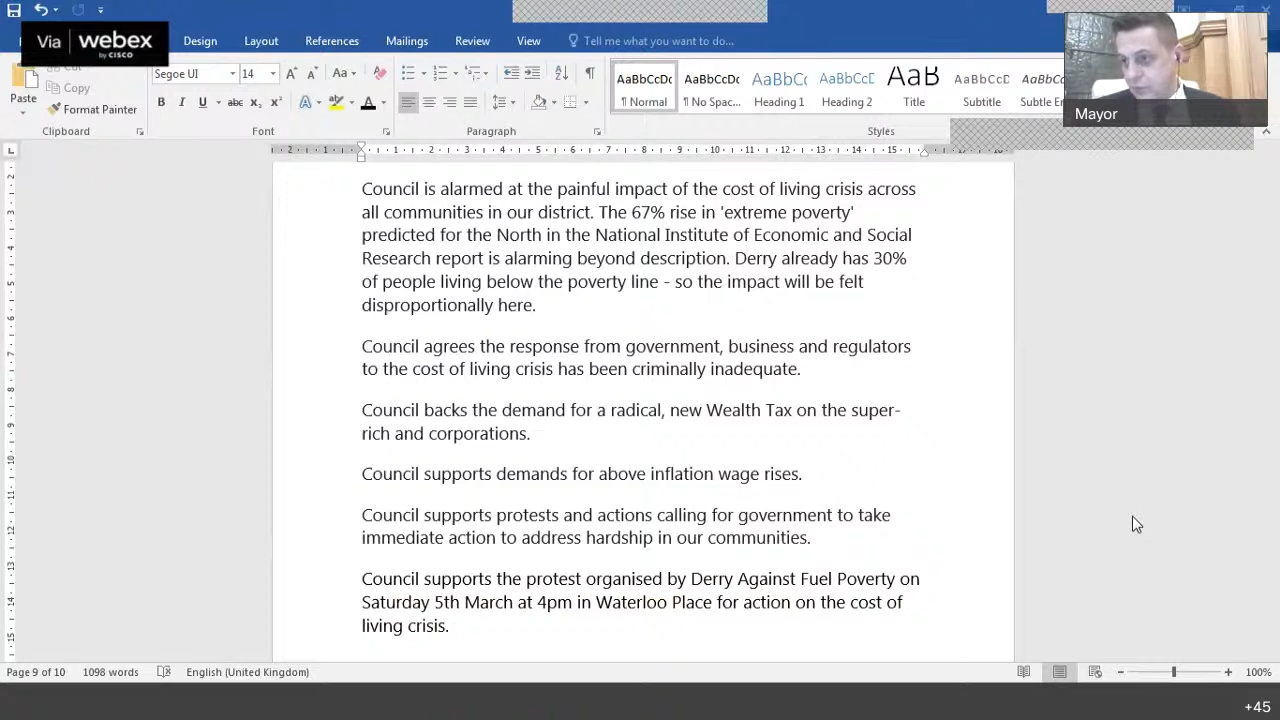 Via webex
by CISCO
Design Layout References Mailings Review View Tell me what you want to do...
Cut
Paste Copy
Format Painter
Clipboard
Segoe UI 14
Font
Paragraph
AaBbCcDc AaBbCcDc AaBbCc AaBbCcD AaB AaBbCcD
¶ Normal ¶ No Spac... Heading 1 Heading 2 Title Subtitle
Styles
Mayor
Council is alarmed at the painful impact of the cost of living crisis across
all communities in our district. The 67% rise in 'extreme poverty'
predicted for the North in the National Institute of Economic and Social
Research report is alarming beyond description. Derry already has 30%
of people living below the poverty line - so the impact will be felt
disproportionally here.
Council agrees the response from government, business and regulators
to the cost of living crisis has been criminally inadequate.
Council backs the demand for a radical, new Wealth Tax on the super-
rich and corporations.
Council supports demands for above inflation wage rises.
Council supports protests and actions calling for government to take
immediate action to address hardship in our communities.
Council supports the protest organised by Derry Against Fuel Poverty on
Saturday 5th March at 4pm in Waterloo Place for action on the cost of
living crisis.
Page 9 of 10 1098 words English (United Kingdom) 100%
+45